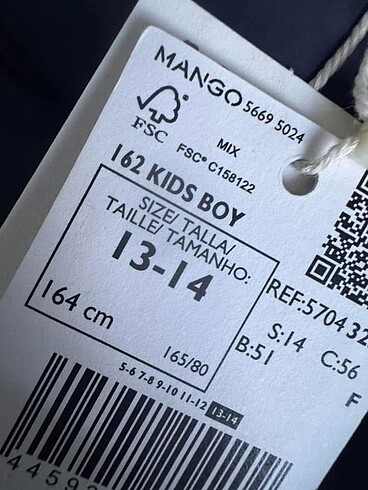 MANGO 5669 5024
FSC®
MIX
FSC® C158122
162 KIDS BOY
SIZE/TALLA/
TAILLE/TAMANHO:
13-14
164 cm
165/80
REF:5704 32
S:14 C:56
B:51
F
5-6 7-8 9-10 11-12 13-14